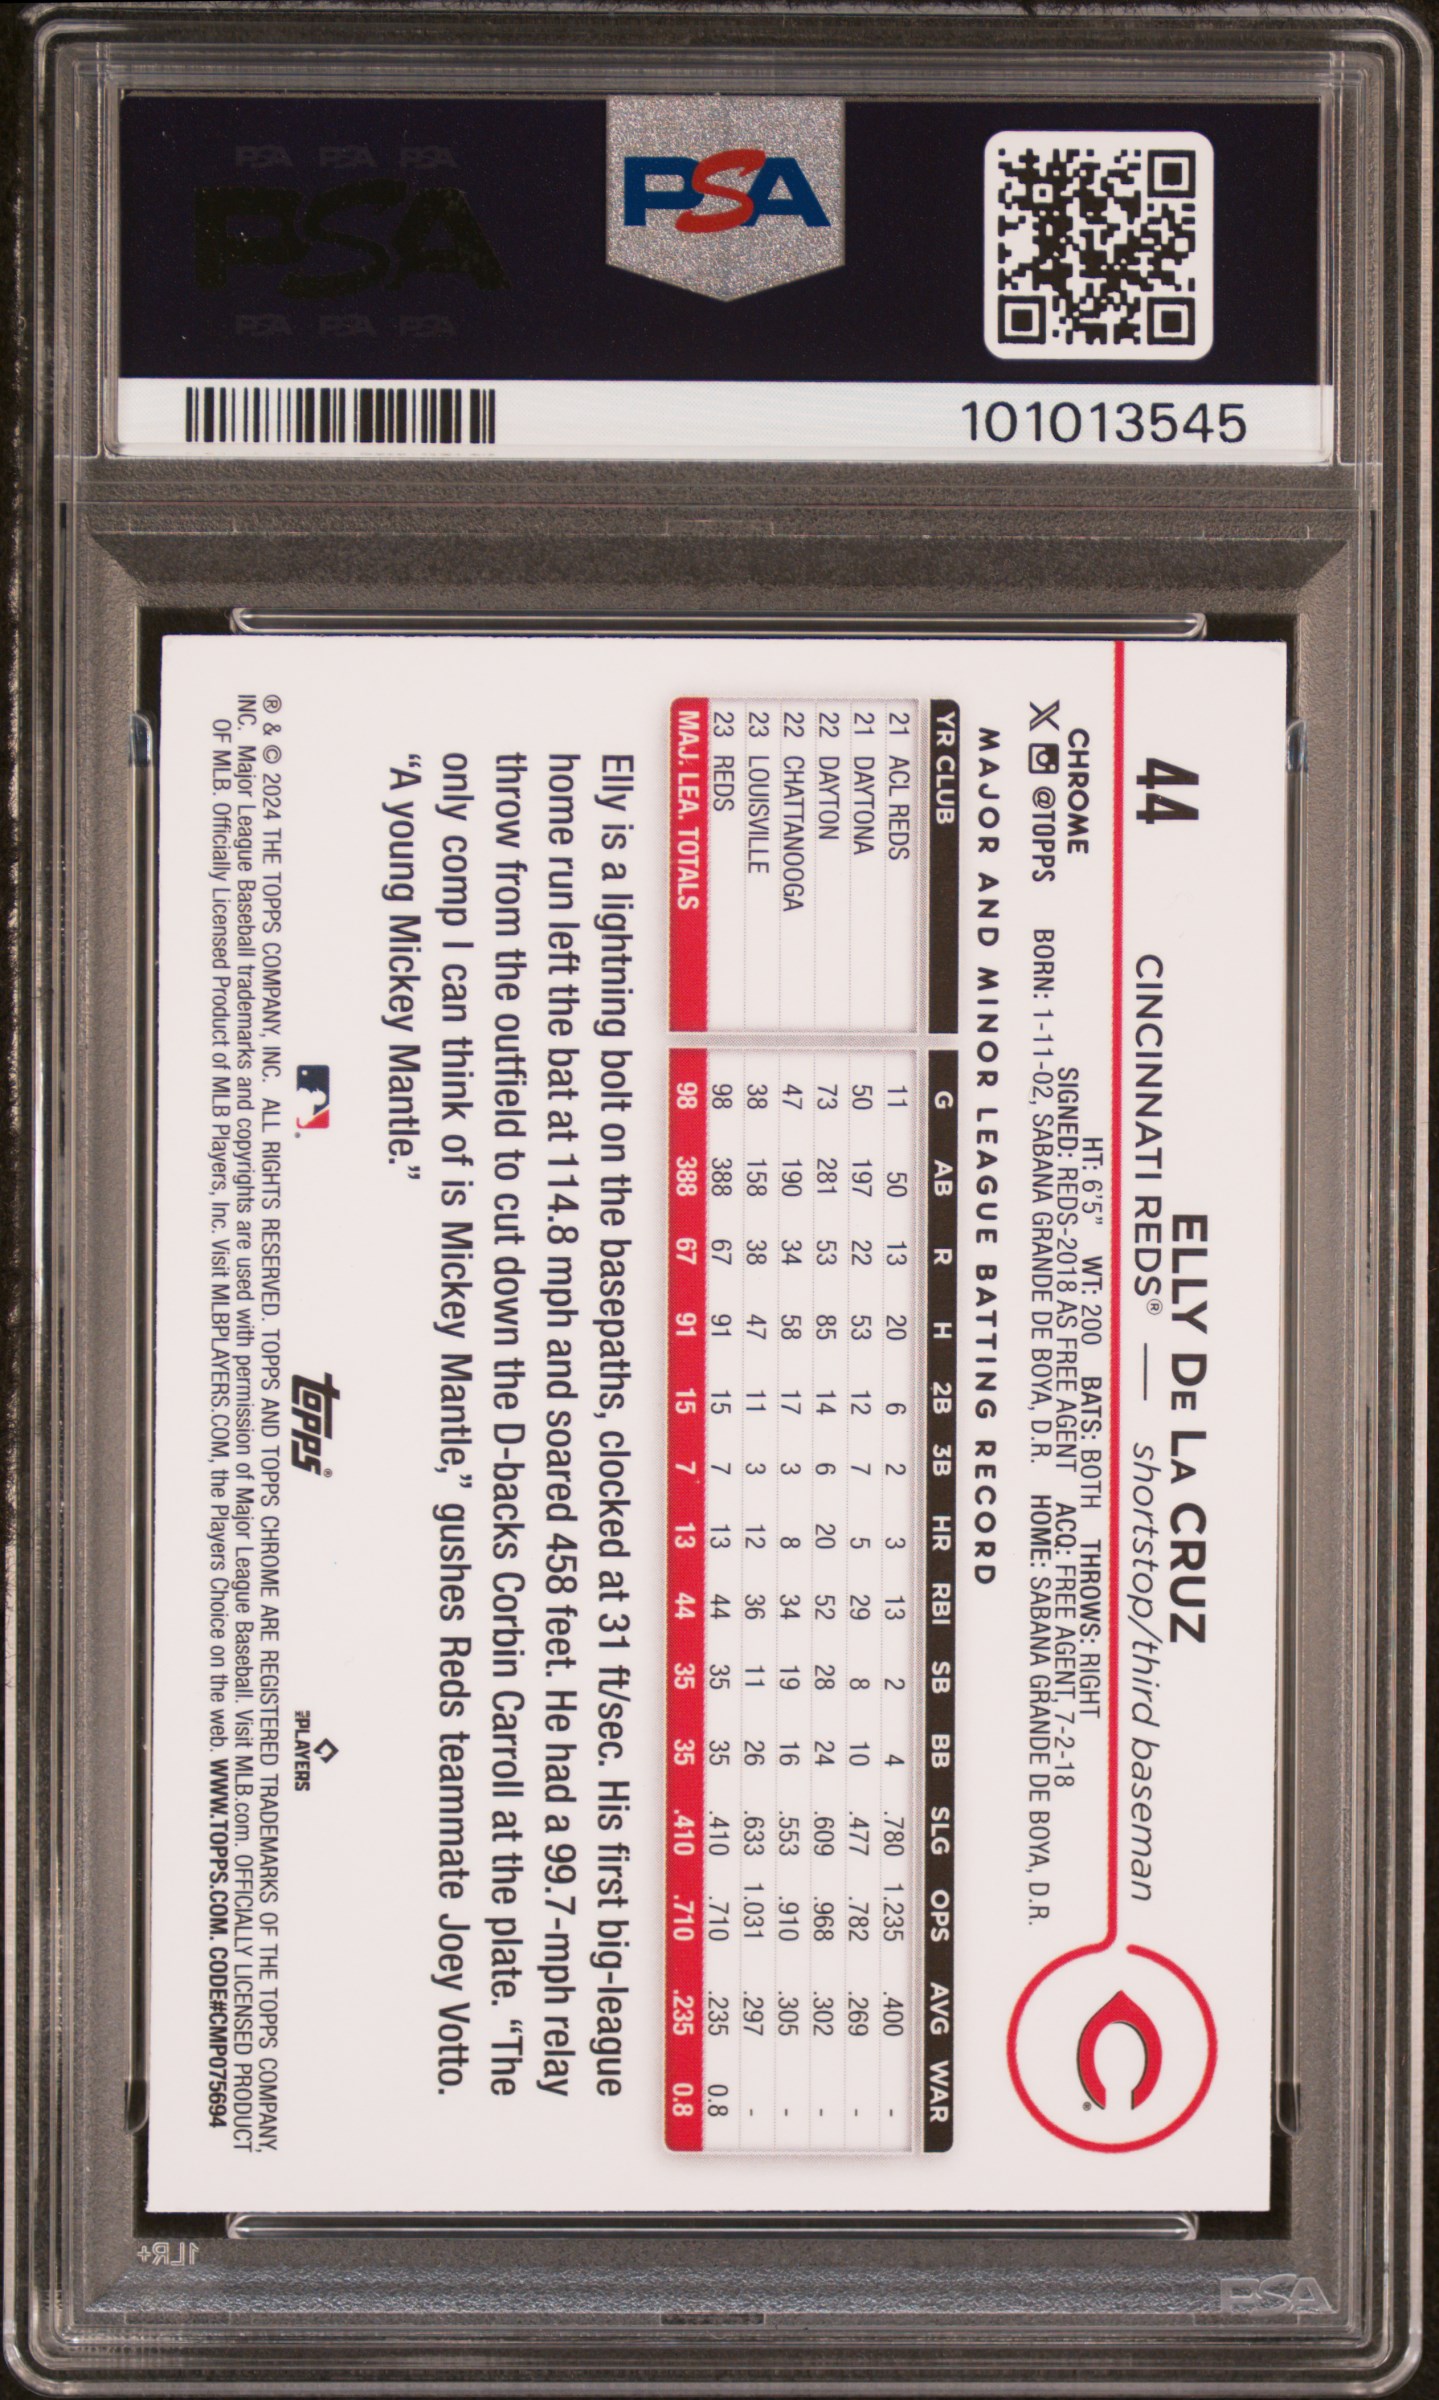 PSA PSA PSA
PSA
PSA PSA PSA
PSA
101013545
44
ELLY DE LA CRUZ
CINCINNATI REDS® — shortstop/third baseman
CHROME
X @TOPPS
HT: 6'5" WT: 200 BATS: BOTH THROWS: RIGHT
SIGNED: REDS-2018 AS FREE AGENT ACQ: FREE AGENT, 7-2-18
BORN: 1-11-02, SABANA GRANDE DE BOYA, D.R. HOME: SABANA GRANDE DE BOYA, D.R.
C®
MAJOR AND MINOR LEAGUE BATTING RECORD
YR CLUB G AB R H 2B 3B HR RBI SB BB SLG OPS AVG WAR
21 ACL REDS 11 50 13 20 6 2 3 13 2 4 .780 1.235 .400 -
21 DAYTONA 50 197 22 53 12 7 5 29 8 10 .477 .782 .269 -
22 DAYTON 73 281 53 85 14 6 20 52 28 24 .609 .968 .302 -
22 CHATTANOOGA 47 190 34 58 17 3 8 34 19 16 .553 .910 .305 -
23 LOUISVILLE 38 158 38 47 11 3 12 36 11 26 .633 1.031 .297 -
23 REDS 98 388 67 91 15 7 13 44 35 35 .410 .710 .235 0.8
MAJ. LEA. TOTALS 98 388 67 91 15 7 13 44 35 35 .410 .710 .235 0.8
Elly is a lightning bolt on the basepaths, clocked at 31 ft/sec. His first big-league
home run left the bat at 114.8 mph and soared 458 feet. He had a 99.7-mph relay
throw from the outfield to cut down the D-backs Corbin Carroll at the plate. “The
only comp I can think of is Mickey Mantle,” gushes Reds teammate Joey Votto.
“A young Mickey Mantle.”
topps®
PLAYERS
® & © 2024 THE TOPPS COMPANY, INC. ALL RIGHTS RESERVED. TOPPS AND TOPPS CHROME ARE REGISTERED TRADEMARKS OF THE TOPPS COMPANY,
INC. Major League Baseball trademarks and copyrights are used with permission of Major League Baseball. Visit MLB.com. OFFICIALLY LICENSED PRODUCT
OF MLB. Officially Licensed Product of MLB Players, Inc. Visit MLBPLAYERS.COM, the Players Choice on the web. WWW.TOPPS.COM. CODE#CMP075694
1LR+
PSA